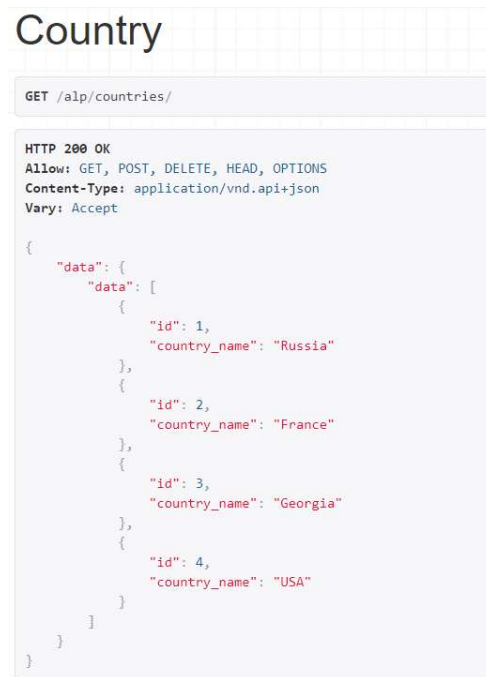 Country
GET /alp/countries/
HTTP 200 OK
Allow: GET, POST, DELETE, HEAD, OPTIONS
Content-Type: application/vnd.api+json
Vary: Accept
{
    "data": {
        "data": [
            {
                "id": 1,
                "country_name": "Russia"
            },
            {
                "id": 2,
                "country_name": "France"
            },
            {
                "id": 3,
                "country_name": "Georgia"
            },
            {
                "id": 4,
                "country_name": "USA"
            }
        ]
    }
}